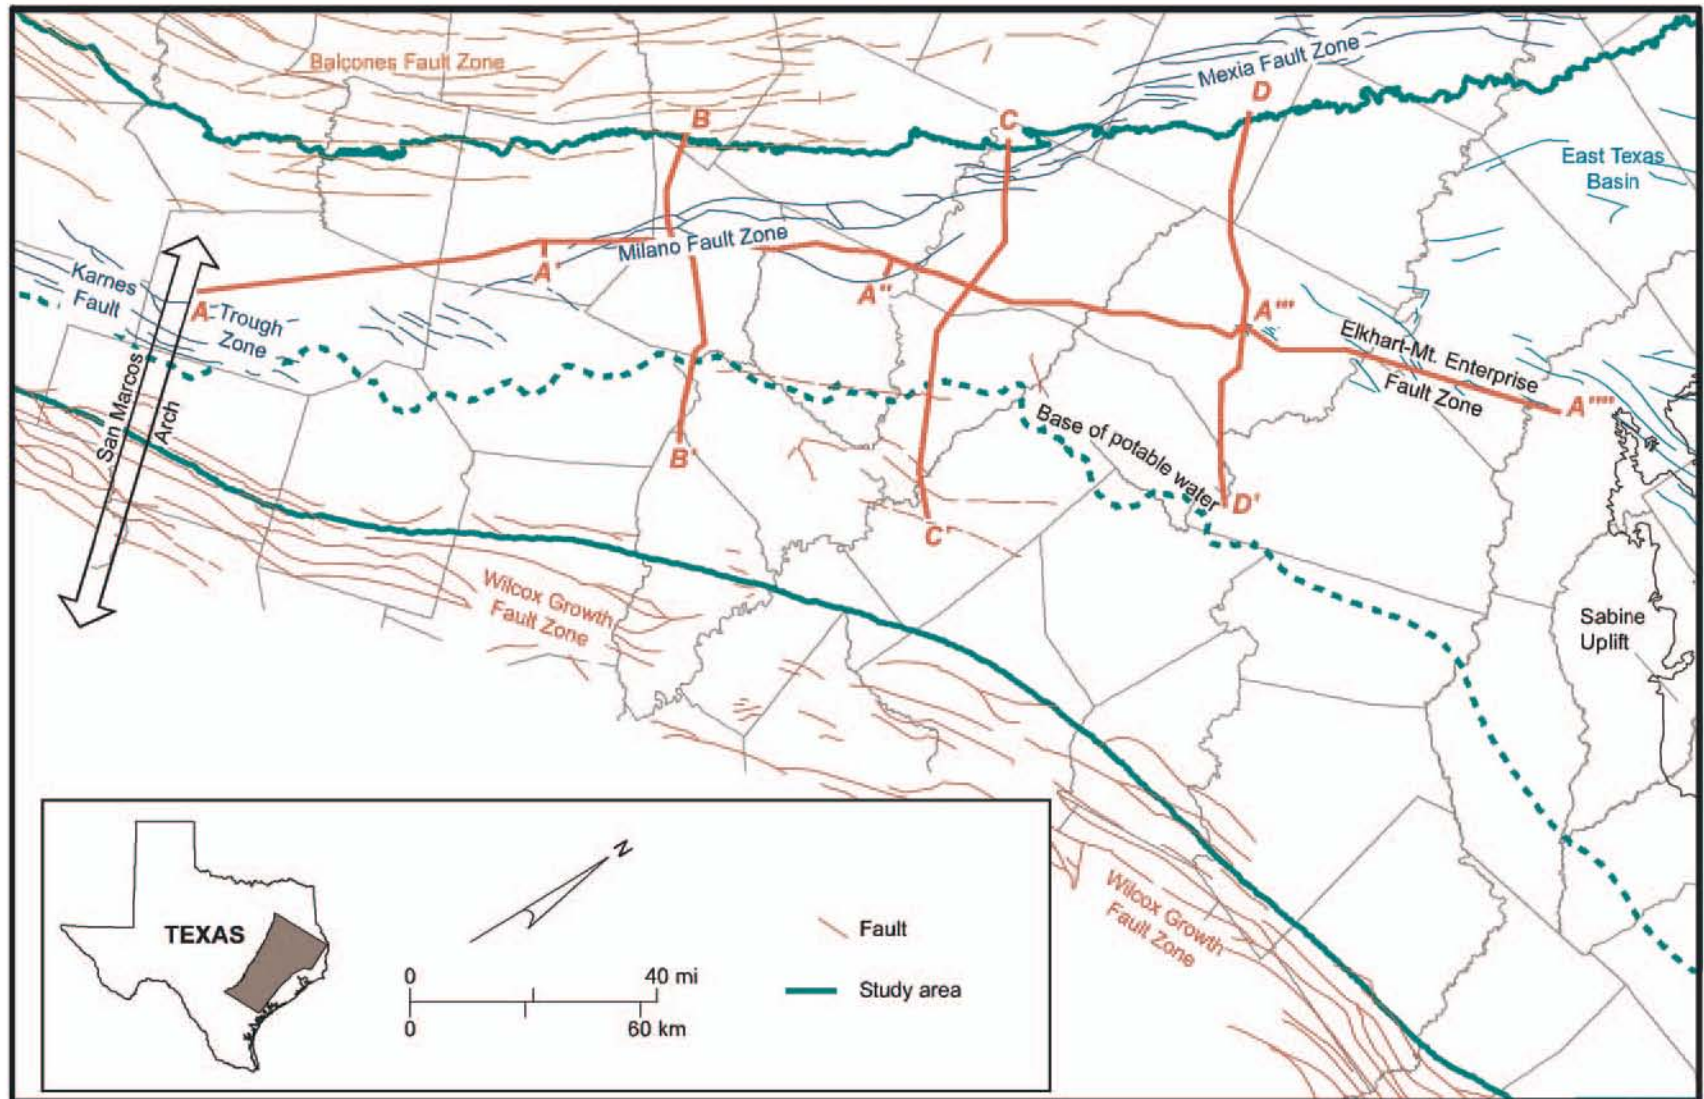 Balcones Fault Zone
Mexia Fault Zone
D
B
C
East Texas
Basin
Milano Fault Zone
A'
A''
Karnes
Fault
A
Trough
Zone
A'''
Elkhart-Mt. Enterprise
Fault Zone
A''''
San Marcos
Arch
Base of potable water
B'
D'
C'
Wilcox Growth
Fault Zone
Sabine
Uplift
N
TEXAS
Fault
Study area
0
40 mi
0
60 km
Wilcox Growth
Fault Zone